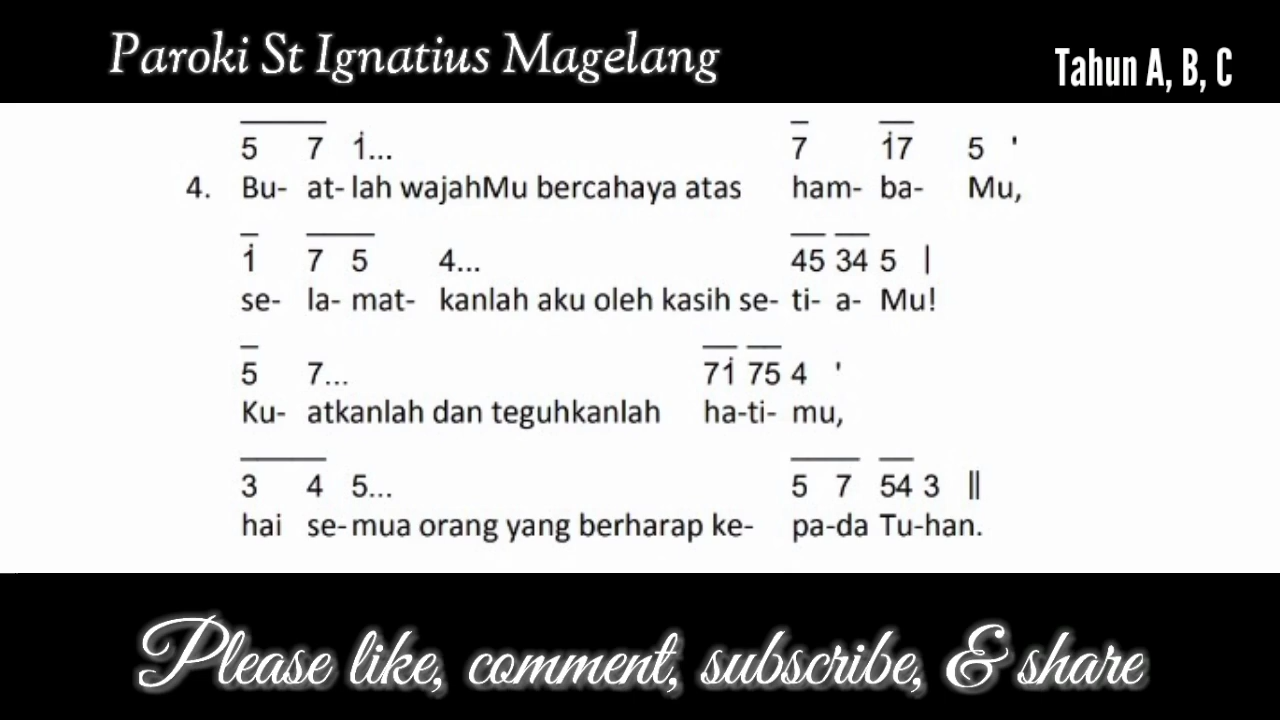 Paroki St Ignatius Magelang
Tahun A, B, C
5 7 1̇... 7 1̇7 5 '
4. Bu- at- lah wajahMu bercahaya atas ham- ba- Mu,
1̇ 7 5 4... 45 34 5 |
se- la- mat- kanlah aku oleh kasih se- ti- a- Mu!
5 7... 71̇ 75 4 '
Ku- atkanlah dan teguhkanlah ha-ti- mu,
3 4 5... 5 7 54 3 ||
hai se- mua orang yang berharap ke- pa-da Tu-han.
Please like, comment, subscribe, & share